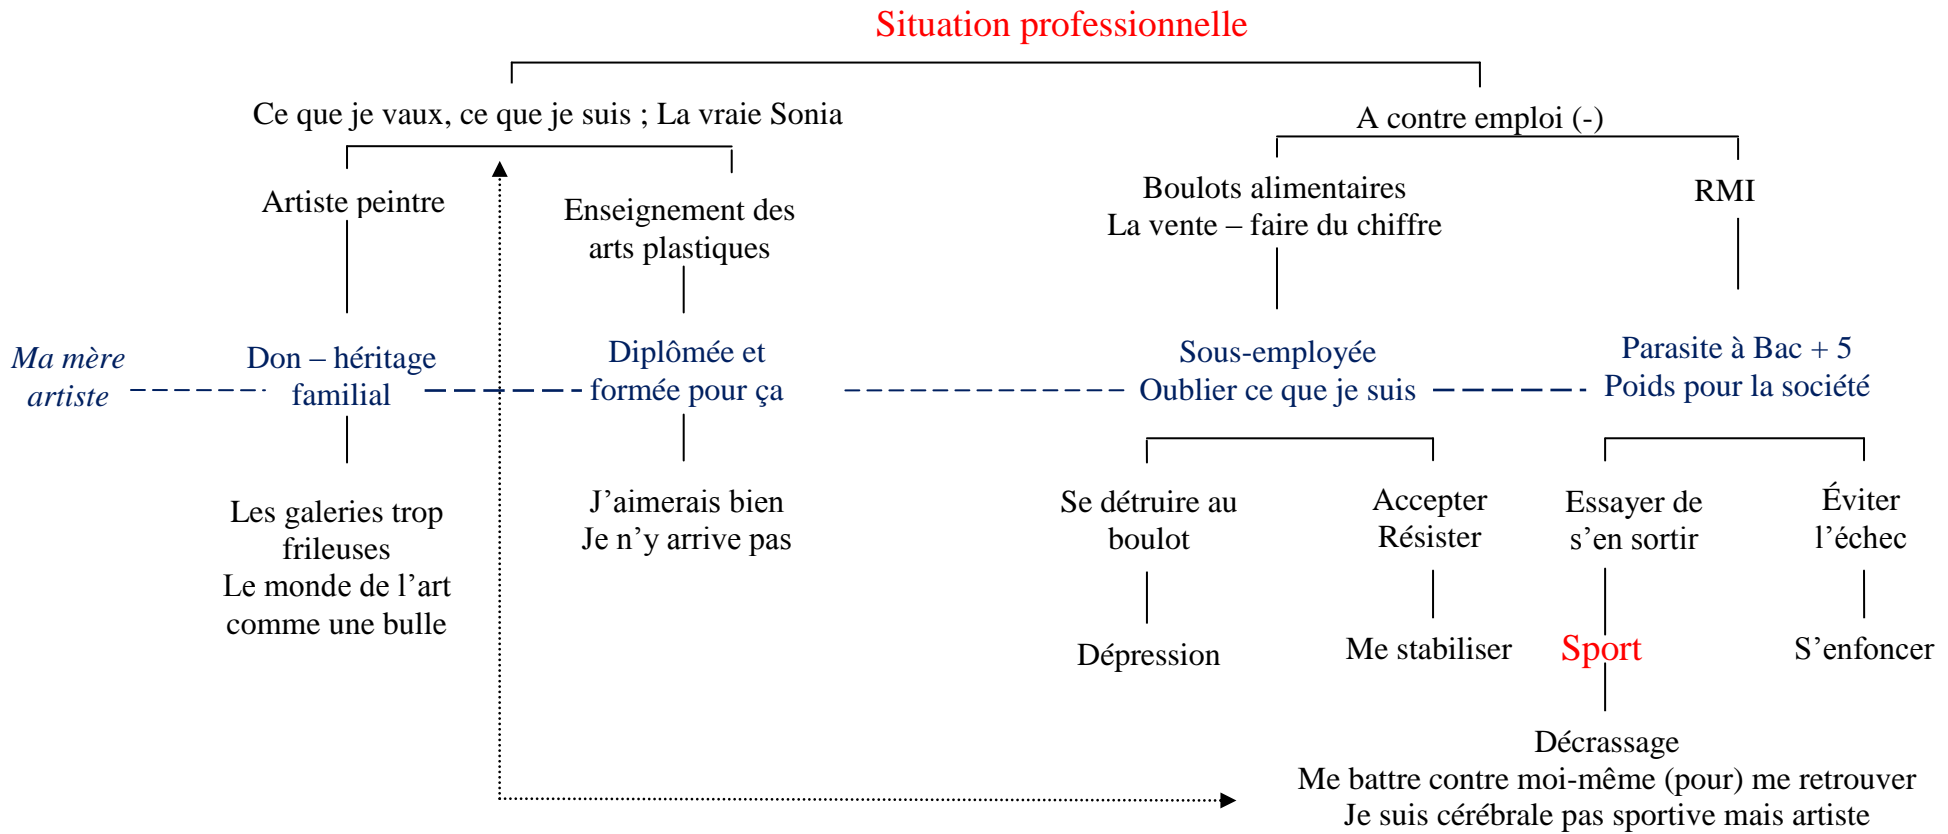 Situation professionnelle
Ce que je vaux, ce que je suis ; La vraie Sonia
A contre emploi (-)
Artiste peintre
Enseignement des
arts plastiques
Boulots alimentaires
La vente – faire du chiffre
RMI
Ma mère
artiste
Don – héritage
familial
Diplômée et
formée pour ça
Sous-employée
Oublier ce que je suis
Parasite à Bac + 5
Poids pour la société
Les galeries trop
frileuses
Le monde de l’art
comme une bulle
J’aimerais bien
Je n’y arrive pas
Se détruire au
boulot
Accepter
Résister
Essayer de
s’en sortir
Éviter
l’échec
Dépression
Me stabiliser
Sport
S’enfoncer
Décrassage
Me battre contre moi-même (pour) me retrouver
Je suis cérébrale pas sportive mais artiste